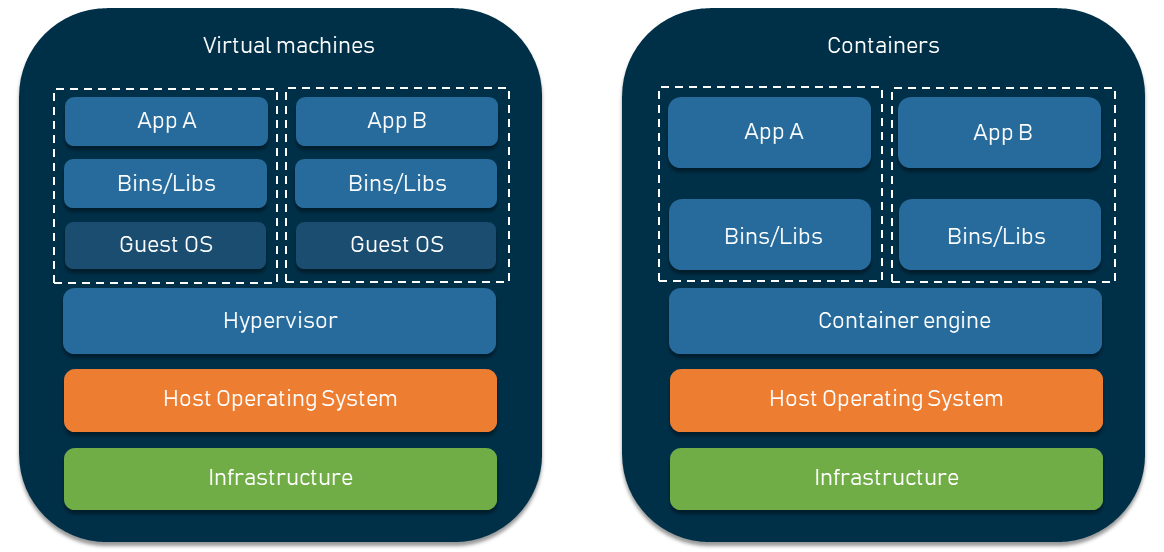 Virtual machines
App A
App B
Bins/Libs
Bins/Libs
Guest OS
Guest OS
Hypervisor
Host Operating System
Infrastructure
Containers
App A
App B
Bins/Libs
Bins/Libs
Container engine
Host Operating System
Infrastructure